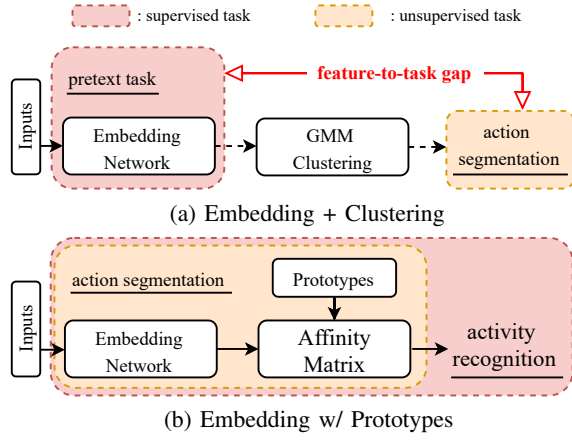 : supervised task
: unsupervised task
pretext task
feature-to-task gap
Inputs
Embedding
Network
GMM
Clustering
action
segmentation
(a) Embedding + Clustering
action segmentation
Prototypes
Inputs
Embedding
Network
Affinity
Matrix
activity
recognition
(b) Embedding w/ Prototypes